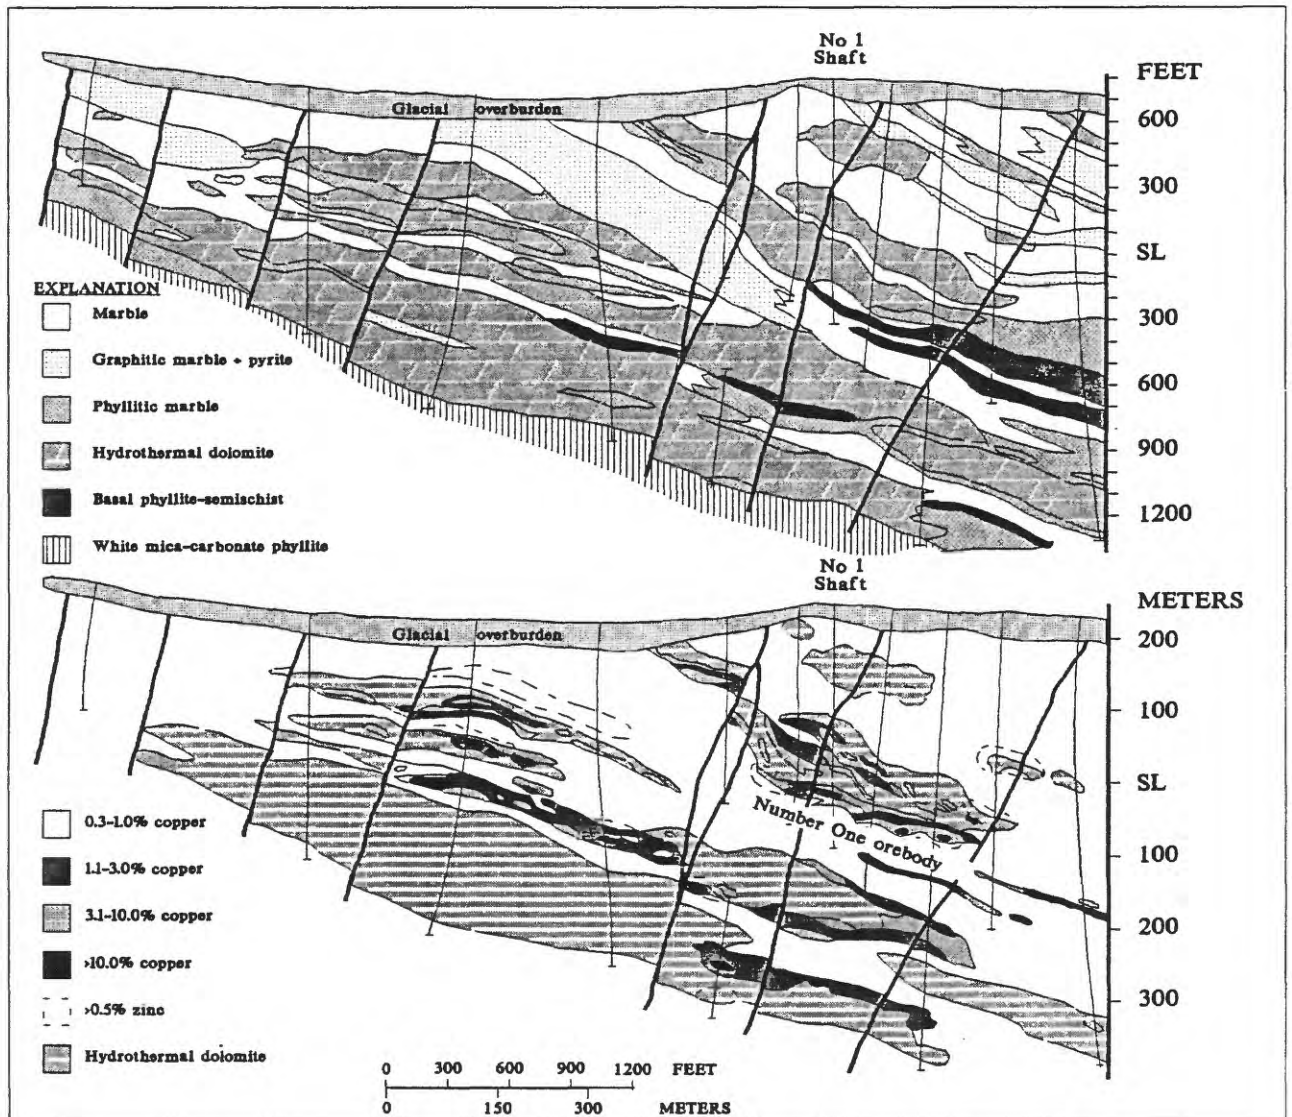 No 1
Shaft
FEET
Glacial overburden
600
300
SL
300
600
900
1200
EXPLANATION
Marble
Graphitic marble + pyrite
Phyllitic marble
Hydrothermal dolomite
Basal phyllite-semischist
White mica-carbonate phyllite
No 1
Shaft
METERS
Glacial overburden
200
100
SL
100
200
300
Number One orebody
0.3-1.0% copper
1.1-3.0% copper
3.1-10.0% copper
>10.0% copper
>0.5% zinc
Hydrothermal dolomite
0 300 600 900 1200 FEET
0 150 300 METERS